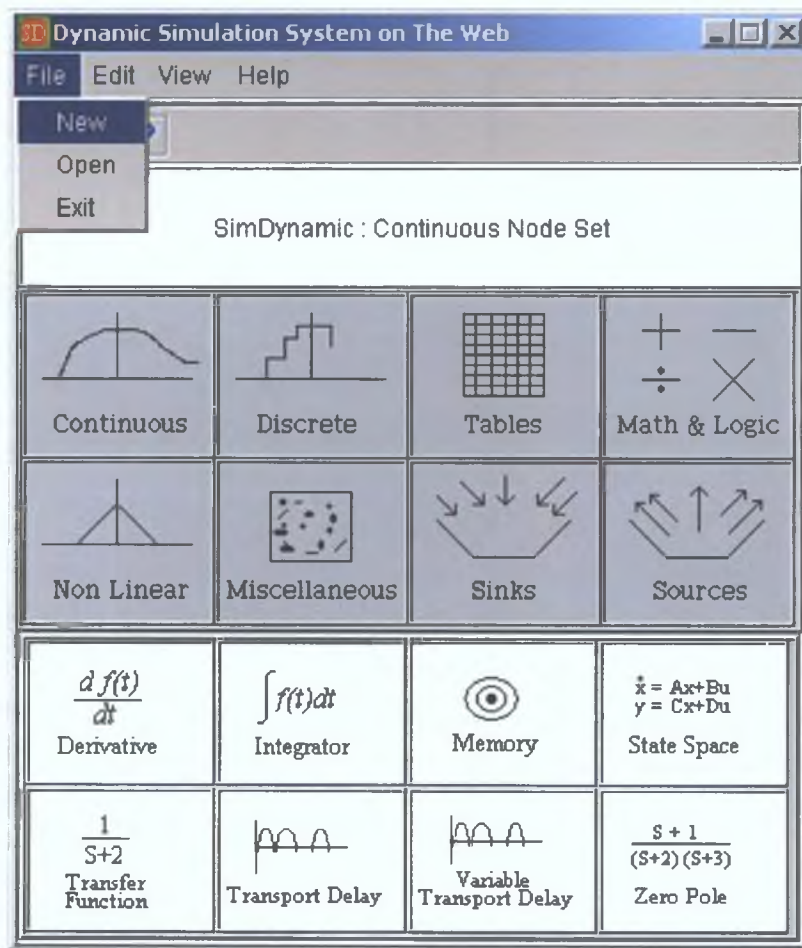 SD Dynamic Simulation System on The Web
File Edit View Help
New
Open
Exit
SimDynamic : Continuous Node Set
Continuous Discrete Tables Math & Logic
Non Linear Miscellaneous Sinks Sources
d f(t)
dt
Derivative
∫f(t)dt
Integrator
Memory
ẋ = Ax+Bu
y = Cx+Du
State Space
1
S+2
Transfer
Function
Transport Delay
Variable
Transport Delay
S + 1
(S+2) (S+3)
Zero Pole